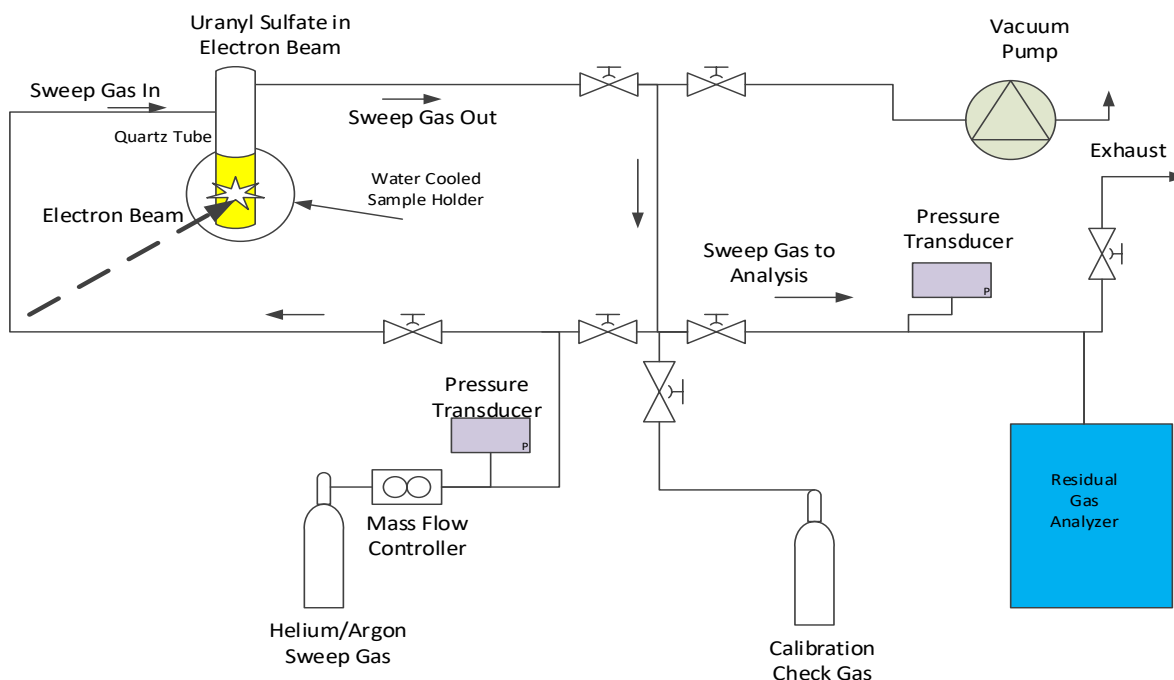 Uranyl Sulfate in
Electron Beam
Vacuum
Pump
Sweep Gas In
Sweep Gas Out
Quartz Tube
Exhaust
Water Cooled
Sample Holder
Electron Beam
Pressure
Transducer
Sweep Gas to
Analysis
P
Pressure
Transducer
P
Residual
Gas
Analyzer
Mass Flow
Controller
Helium/Argon
Sweep Gas
Calibration
Check Gas